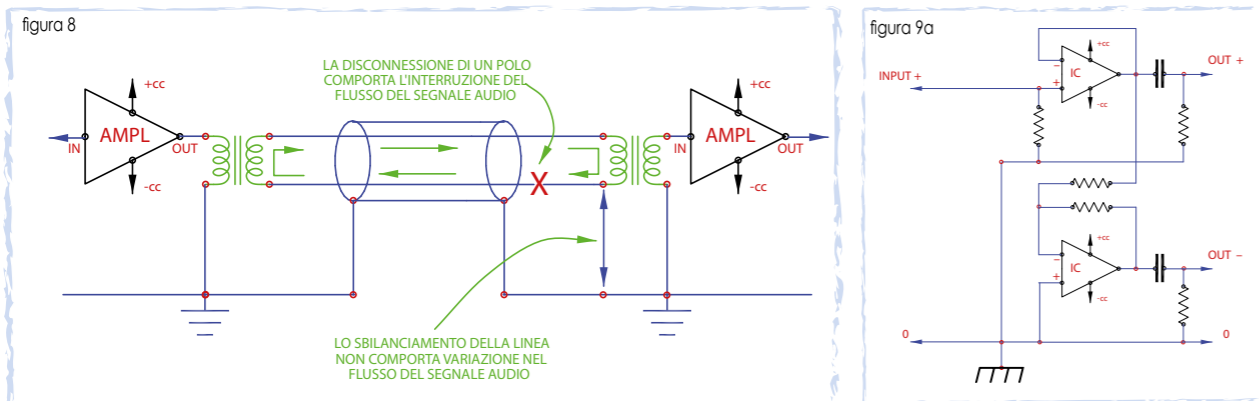 figura 8
LA DISCONNESSIONE DI UN POLO
COMPORTA L'INTERRUZIONE DEL
FLUSSO DEL SEGNALE AUDIO
+cc
AMPL
IN
OUT
-cc
X
+cc
AMPL
IN
OUT
-cc
LO SBILANCIAMENTO DELLA LINEA
NON COMPORTA VARIAZIONE NEL
FLUSSO DEL SEGNALE AUDIO
figura 9a
+cc
INPUT +
−
IC
+
OUT +
-cc
+cc
−
IC
+
OUT −
-cc
0
0